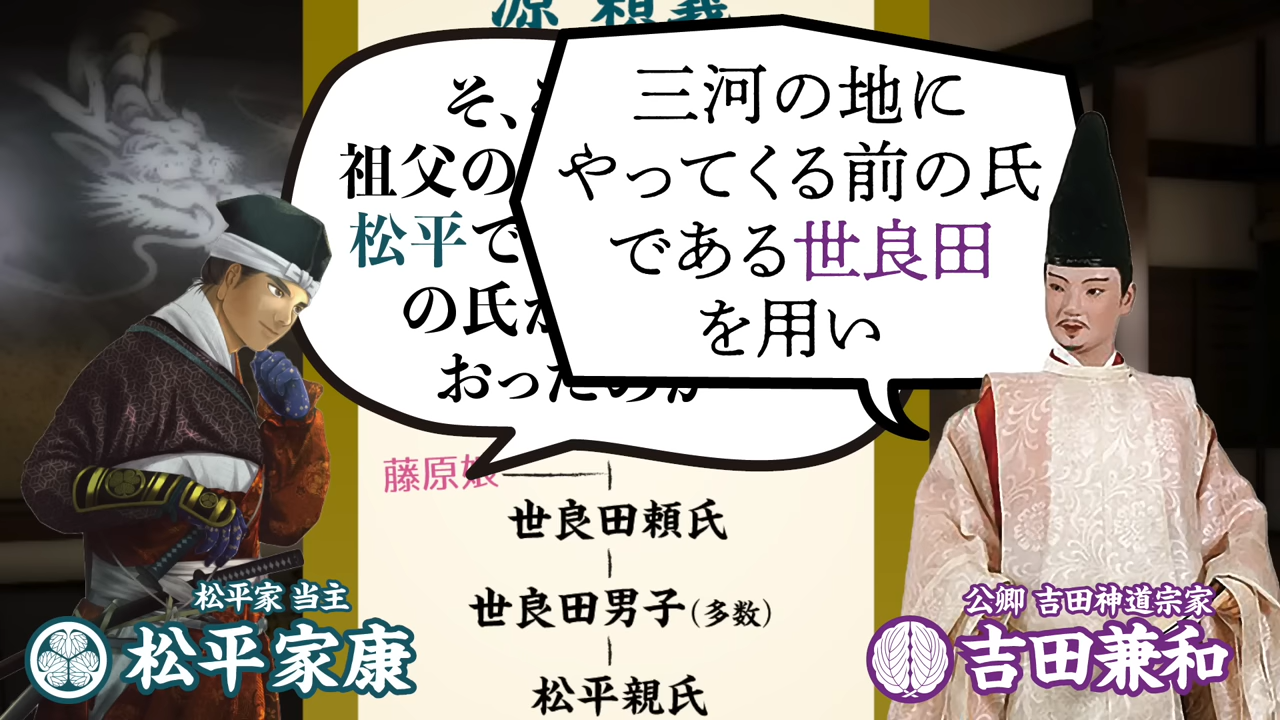 源 頼義
そ、
祖父の
松平で
の氏が
おったのか
三河の地に
やってくる前の氏
である世良田
を用い
藤原娘
世良田頼氏
世良田男子(多数)
松平親氏
松平家 当主
松平家康
公卿 吉田神道宗家
吉田兼和